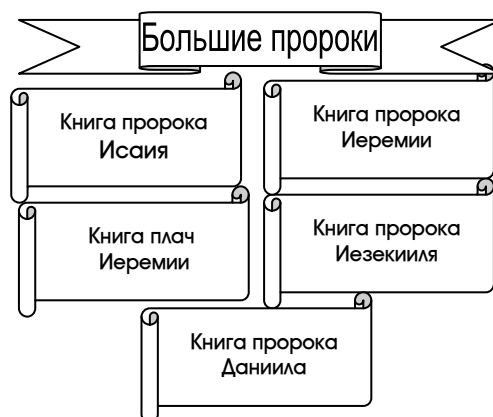 Большие пророки
Книга пророка
Исаия
Книга пророка
Иеремии
Книга плач
Иеремии
Книга пророка
Иезекииля
Книга пророка
Даниила